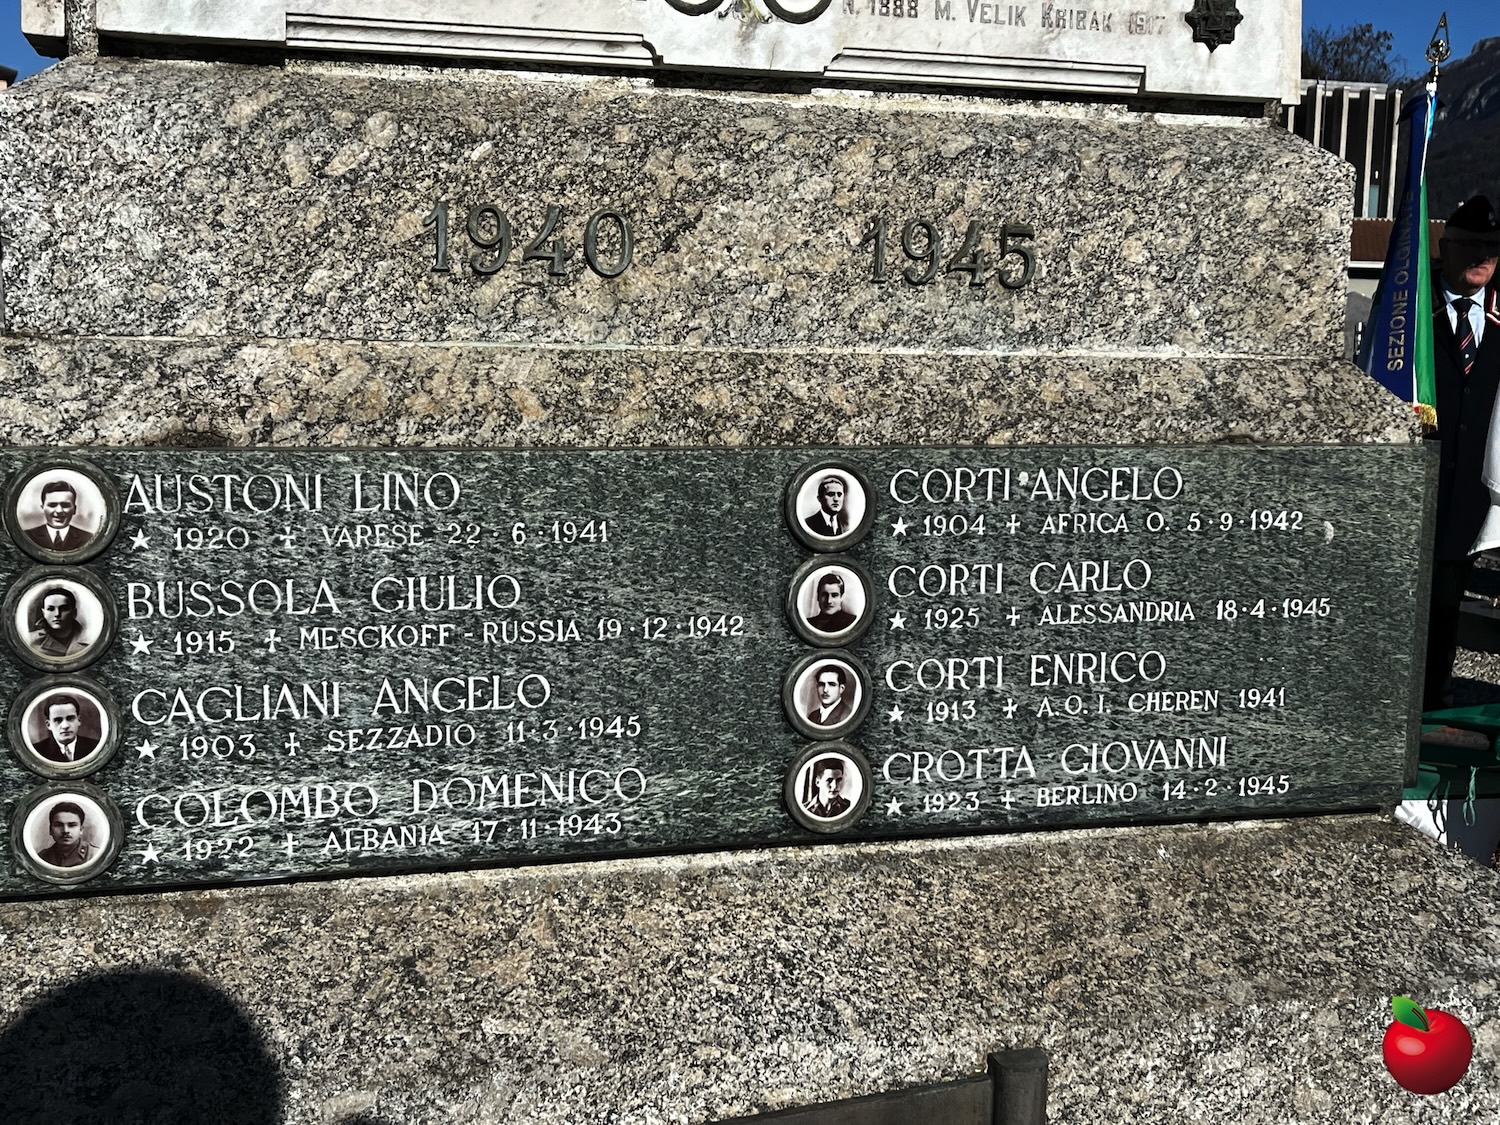 N. 1888 M. VELIK KRIBAK 1917
1940 1945
SEZIONE OLGINATE
AUSTONI LINO
★ 1920 ✝ VARESE 22·6·1941
BUSSOLA GIULIO
★ 1915 ✝ MESCKOFF-RUSSIA 19·12·1942
CAGLIANI ANGELO
★ 1903 ✝ SEZZADIO 11·3·1945
COLOMBO DOMENICO
★ 1922 ✝ ALBANIA 17·11·1943
CORTI ANGELO
★ 1904 ✝ AFRICA O. 5·9·1942
CORTI CARLO
★ 1925 ✝ ALESSANDRIA 18·4·1945
CORTI ENRICO
★ 1913 ✝ A.O.I. CHEREN 1941
CROTTA GIOVANNI
★ 1923 ✝ BERLINO 14·2·1945